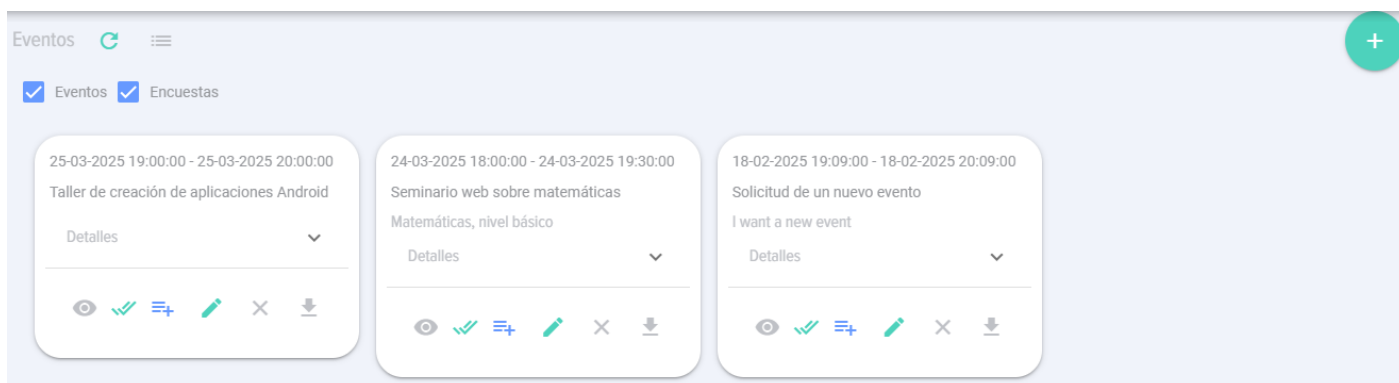 Eventos
Eventos Encuestas
25-03-2025 19:00:00 - 25-03-2025 20:00:00
Taller de creación de aplicaciones Android
Detalles
24-03-2025 18:00:00 - 24-03-2025 19:30:00
Seminario web sobre matemáticas
Matemáticas, nivel básico
Detalles
18-02-2025 19:09:00 - 18-02-2025 20:09:00
Solicitud de un nuevo evento
I want a new event
Detalles